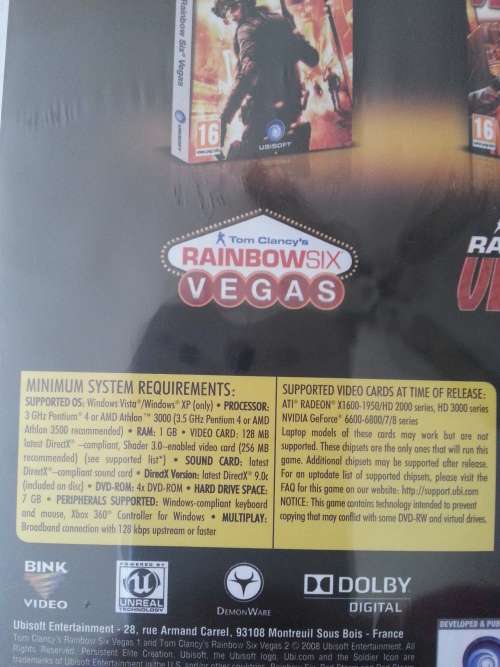 Rainbow Six® Vegas
UBISOFT
16
UBISOFT
16
Tom Clancy's
RAINBOWSIX
VEGAS
RA
MINIMUM SYSTEM REQUIREMENTS:
SUPPORTED OS: Windows Vista®/Windows® XP (only) • PROCESSOR:
3 GHz Pentium® 4 or AMD Athlon™ 3000 (3.5 GHz Pentium 4 or AMD
Athlon 3500 recommended) • RAM: 1 GB • VIDEO CARD: 128 MB
latest DirectX® –compliant, Shader 3.0-enabled video card (256 MB
recommended) (see supported list*) • SOUND CARD: latest
DirectX®–compliant sound card • DirectX Version: latest DirectX® 9.0c
(included on disc) • DVD-ROM: 4x DVD-ROM • HARD DRIVE SPACE:
7 GB • PERIPHERALS SUPPORTED: Windows-compliant keyboard
and mouse, Xbox 360® Controller for Windows • MULTIPLAY:
Broadband connection with 128 kbps upstream or faster
SUPPORTED VIDEO CARDS AT TIME OF RELEASE:
ATI® RADEON® X1600-1950/HD 2000 series, HD 3000 series
NVIDIA GeForce® 6600-6800/7/8 series
Laptop models of these cards may work but are not
supported. These chipsets are the only ones that will run this
game. Additional chipsets may be supported after release.
For an uptodate list of supported chipsets, please visit the
FAQ for this game on our website: http://support.ubi.com
NOTICE: This game contains technology intended to prevent
copying that may conflict with some DVD-RW and virtual drives.
BINK
VIDEO
POWERED BY
UNREAL
TECHNOLOGY
DEMONWARE
DOLBY
DIGITAL
Ubisoft Entertainment - 28, rue Armand Carrel, 93108 Montreuil Sous Bois - France
Tom Clancy's Rainbow Six Vegas 1 and Tom Clancy's Rainbow Six Vegas 2 © 2008 Ubisoft Entertainment. All
Rights Reserved. Persistent Elite Creation, Ubisoft, the Ubisoft logo, Ubi.com and the Soldier Icon are
trademarks of Ubisoft Entertainment in the U.S. and/or other countries.
DEVELOPED & PUB